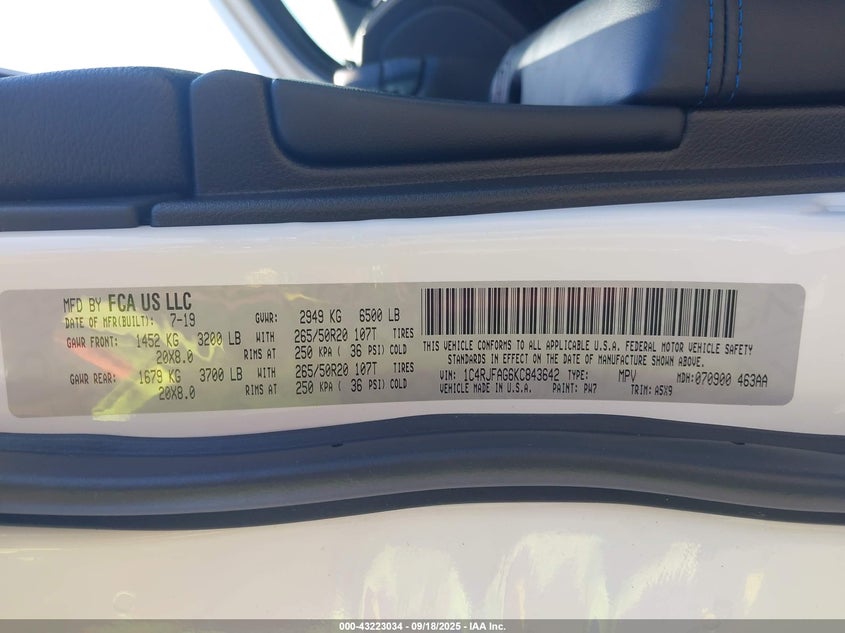 MFD BY FCA US LLC
DATE OF MFR(BUILT): 7-19 GVWR: 2949 KG 6500 LB
GAWR FRONT: 1452 KG 3200 LB WITH 265/50R20 107T TIRES
20X8.0 RIMS AT 250 KPA ( 36 PSI) COLD
GAWR REAR: 1679 KG 3700 LB WITH 265/50R20 107T TIRES
20X8.0 RIMS AT 250 KPA ( 36 PSI) COLD
THIS VEHICLE CONFORMS TO ALL APPLICABLE U.S.A. FEDERAL MOTOR VEHICLE SAFETY
STANDARDS IN EFFECT ON THE DATE OF MANUFACTURE SHOWN ABOVE.
VIN: 1C4RJFAG6KC843642 TYPE: MPV MDH:070900 463AA
MADE IN U.S.A. PAINT: PW7 TRIM: A5X9
000-43223034 - 09/18/2025 - IAA Inc.